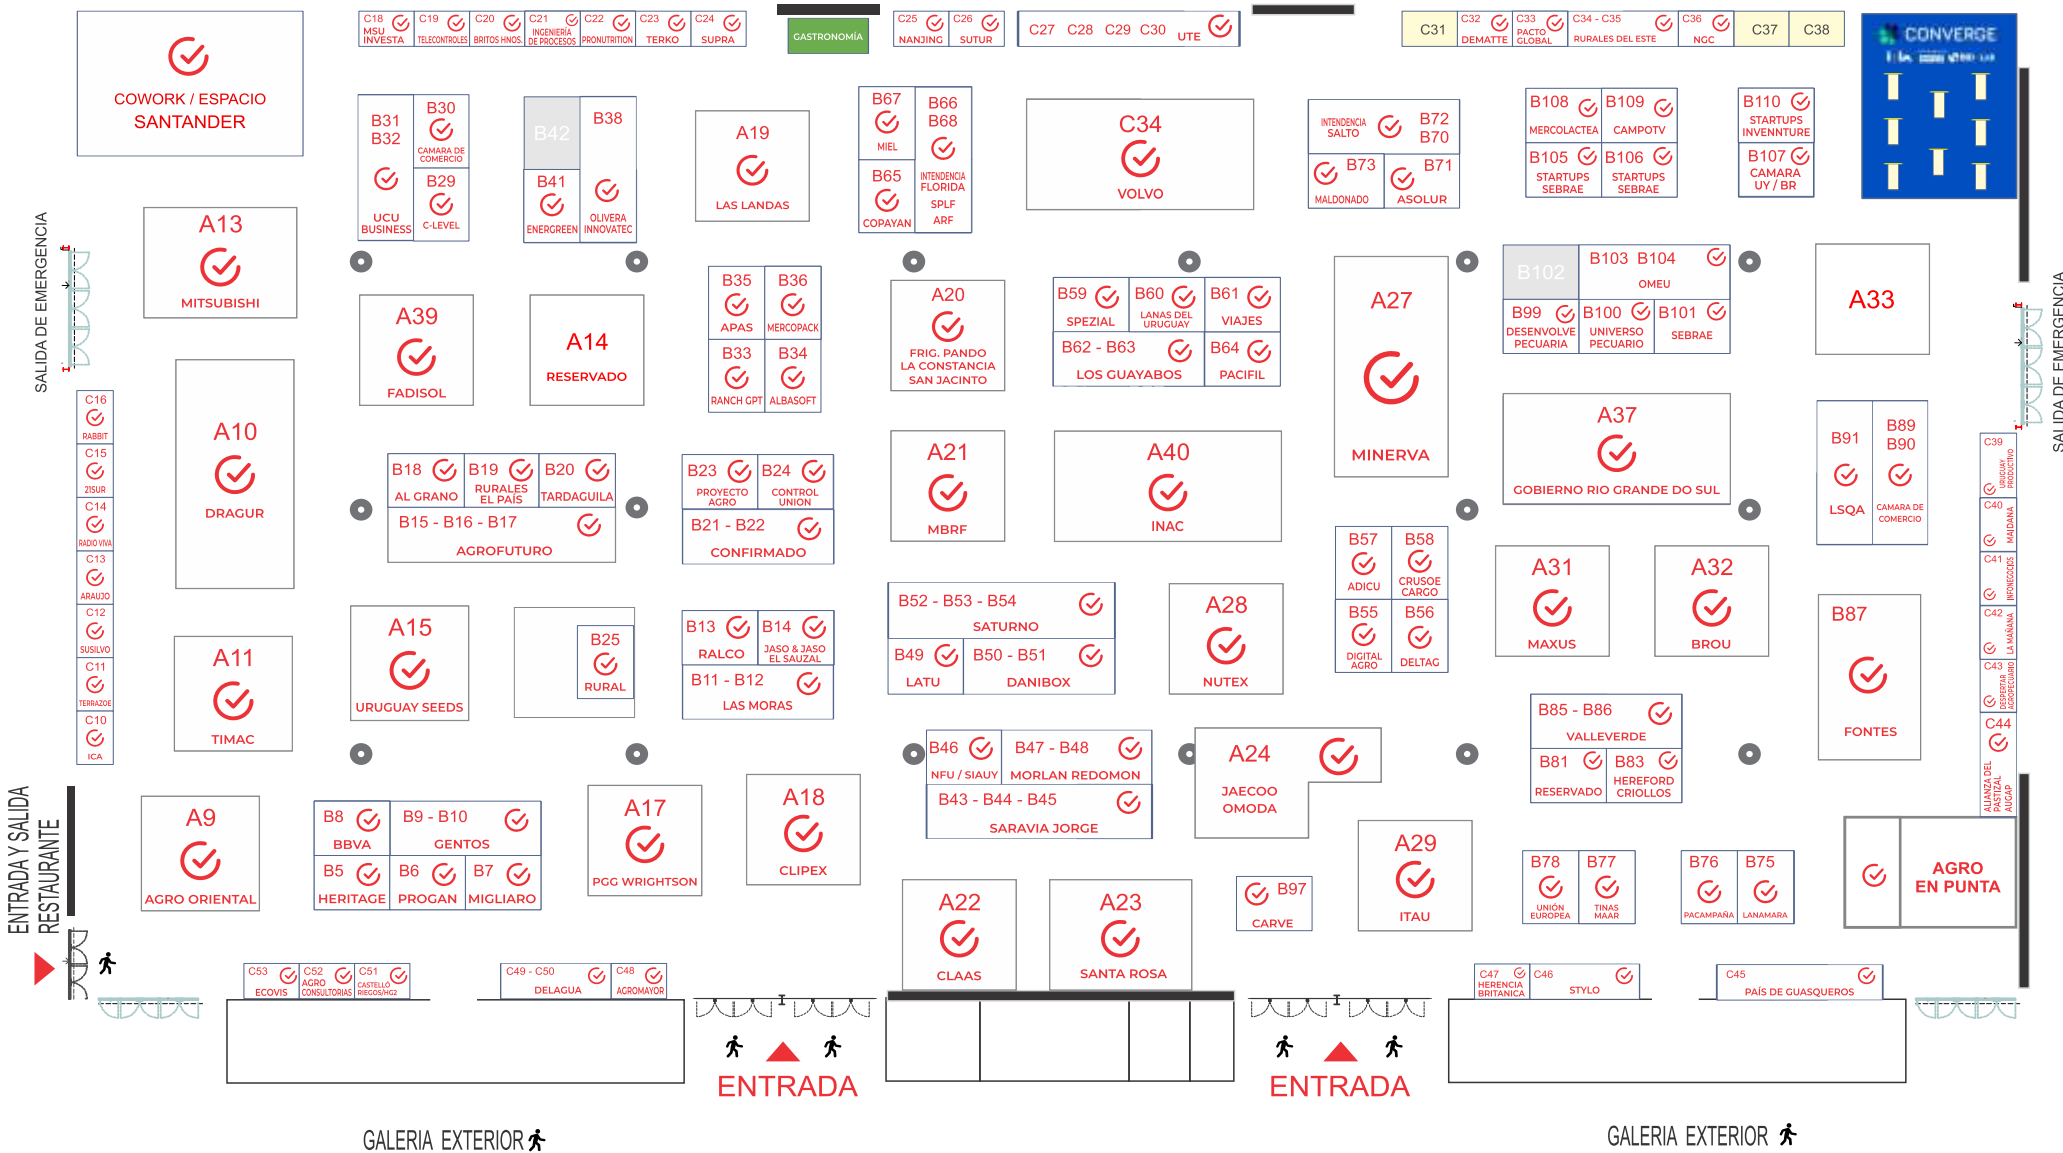 C18
MSU
INVESTA
C19
TELECONTROLES
C20
BRITOS HNOS.
C21
INGENIERÍA
DE PROCESOS
C22
PRONUTRITION
C23
TERKO
C24
SUPRA
GASTRONOMÍA
C25
NANJING
C26
SUTUR
C27 C28 C29 C30 UTE
C31
C32
DEMATTE
C33
PACTO
GLOBAL
C34 - C35
RURALES DEL ESTE
C36
NGC
C37
C38
CONVERGE
COWORK / ESPACIO
SANTANDER
B31
B32
UCU
BUSINESS
B30
CAMARA DE
COMERCIO
B29
C-LEVEL
B42
B41
ENERGREEN
B38
OLIVERA
INNOVATEC
A19
LAS LANDAS
B67
MIEL
B65
COPAYAN
B66
B68
INTENDENCIA
FLORIDA
SPLF
ARF
C34
VOLVO
INTENDENCIA
SALTO
B72
B70
B73
MALDONADO
B71
ASOLUR
B108
MERCOLACTEA
B109
CAMPOTV
B105
STARTUPS
SEBRAE
B106
STARTUPS
SEBRAE
B110
STARTUPS
INVENNTURE
B107
CAMARA
UY / BR
SALIDA DE EMERGENCIA
A13
MITSUBISHI
A39
FADISOL
A14
RESERVADO
B35
APAS
B36
MERCOPACK
B33
RANCH GPT
B34
ALBASOFT
A20
FRIG. PANDO
LA CONSTANCIA
SAN JACINTO
B59
SPEZIAL
B60
LANAS DEL
URUGUAY
B61
VIAJES
B62 - B63
LOS GUAYABOS
B64
PACIFIL
A27
MINERVA
B102
B103 B104
OMEU
B99
DESENVOLVE
PECUARIA
B100
UNIVERSO
PECUARIO
B101
SEBRAE
A33
SALIDA DE EMERGENCIA
C16
RABBIT
C15
21SUR
C14
RADIO VIVA
C13
ARAUJO
C12
SUSILVO
C11
TERRAZOE
C10
ICA
A10
DRAGUR
B18
AL GRANO
B19
RURALES
EL PAÍS
B20
TARDAGUILA
B15 - B16 - B17
AGROFUTURO
B23
PROYECTO
AGRO
B24
CONTROL
UNION
B21 - B22
CONFIRMADO
A21
MBRF
A40
INAC
A37
GOBIERNO RIO GRANDE DO SUL
B91
LSQA
B89
B90
CAMARA DE
COMERCIO
C39
URUGUAY
PRODUCTIVO
C40
MAIDANA
C41
INFONEGOCIOS
C42
LA MAÑANA
C43
DESPERTAR
AGROPECUARIO
C44
ALIANZA DEL
PASTIZAL
AUGAP
A11
TIMAC
A15
URUGUAY SEEDS
B25
RURAL
B13
RALCO
B14
JASO & JASO
EL SAUZAL
B11 - B12
LAS MORAS
B52 - B53 - B54
SATURNO
B49
LATU
B50 - B51
DANIBOX
A28
NUTEX
B57
ADICU
B58
CRUSOE
CARGO
B55
DIGITAL
AGRO
B56
DELTAG
A31
MAXUS
A32
BROU
B87
FONTES
B46
NFU / SIAUY
B47 - B48
MORLAN REDOMON
B43 - B44 - B45
SARAVIA JORGE
A24
JAECOO
OMODA
B85 - B86
VALLEVERDE
B81
RESERVADO
B83
HEREFORD
CRIOLLOS
ENTRADA Y SALIDA
RESTAURANTE
A9
AGRO ORIENTAL
B8
BBVA
B9 - B10
GENTOS
B5
HERITAGE
B6
PROGAN
B7
MIGLIARO
A17
PGG WRIGHTSON
A18
CLIPEX
A22
CLAAS
A23
SANTA ROSA
B97
CARVE
A29
ITAU
B78
UNIÓN
EUROPEA
B77
TINAS
MAAR
B76
PACAMPAÑA
B75
LANAMARA
AGRO
EN PUNTA
C53
ECOVIS
C52
AGRO
CONSULTORIAS
C51
CASTELLÓ
RIEGOS/HG2
C49 - C50
DELAGUA
C48
AGROMAYOR
C47
HERENCIA
BRITANICA
C46
STYLO
C45
PAÍS DE GUASQUEROS
ENTRADA
ENTRADA
GALERIA EXTERIOR
GALERIA EXTERIOR